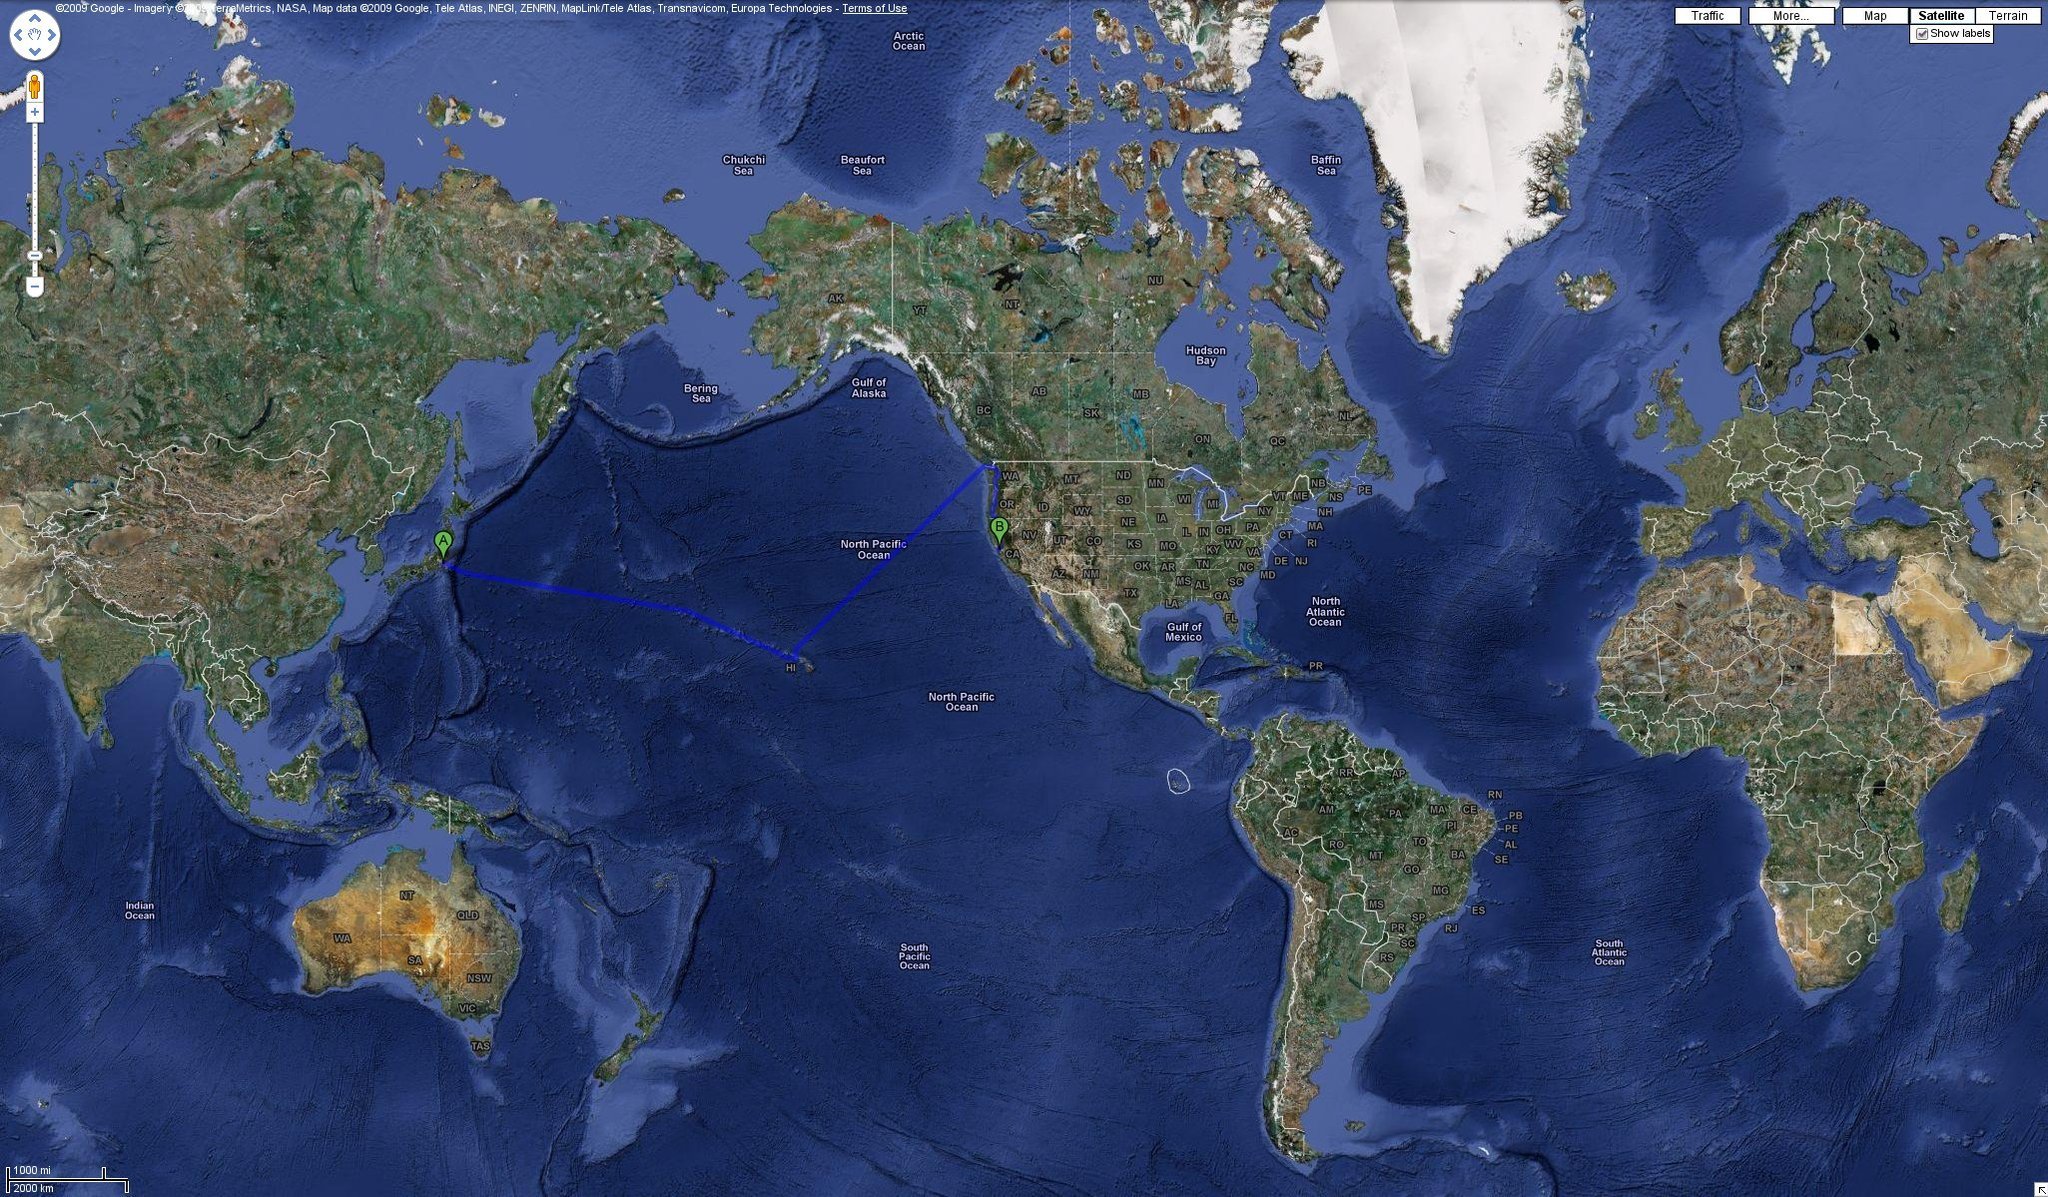 ©2009 Google - Imagery ©2009 TerraMetrics, NASA, Map data ©2009 Google, Tele Atlas, INEGI, ZENRIN, MapLink/Tele Atlas, Transnavicom, Europa Technologies - Terms of Use
Traffic
More...
Map
Satellite
Terrain
Show labels
Arctic
Ocean
Chukchi
Sea
Beaufort
Sea
Baffin
Sea
NU
AK
YT
NT
Hudson
Bay
Bering
Sea
Gulf of
Alaska
AB
MB
BC
SK
NL
ON
QC
WA
MT
ND
MN
NB
PE
OR
ID
SD
WI
MI
VT
ME
NS
WY
NY
NH
A
B
NE
IA
MA
NV
UT
CO
IL
IN
OH
PA
CT
RI
North Pacific
Ocean
CA
KS
MO
KY
WV
VA
DE
NJ
AZ
NM
OK
AR
TN
NC
MD
TX
MS
AL
SC
LA
GA
FL
North
Atlantic
Ocean
Gulf of
Mexico
HI
PR
North Pacific
Ocean
RR
AP
RN
AM
PA
MA
CE
PB
PI
PE
AC
RO
TO
AL
MT
BA
SE
GO
NT
MG
Indian
Ocean
QLD
MS
ES
SP
WA
PR
RJ
SC
South
Pacific
Ocean
South
Atlantic
Ocean
SA
RS
NSW
VIC
TAS
1000 mi
2000 km